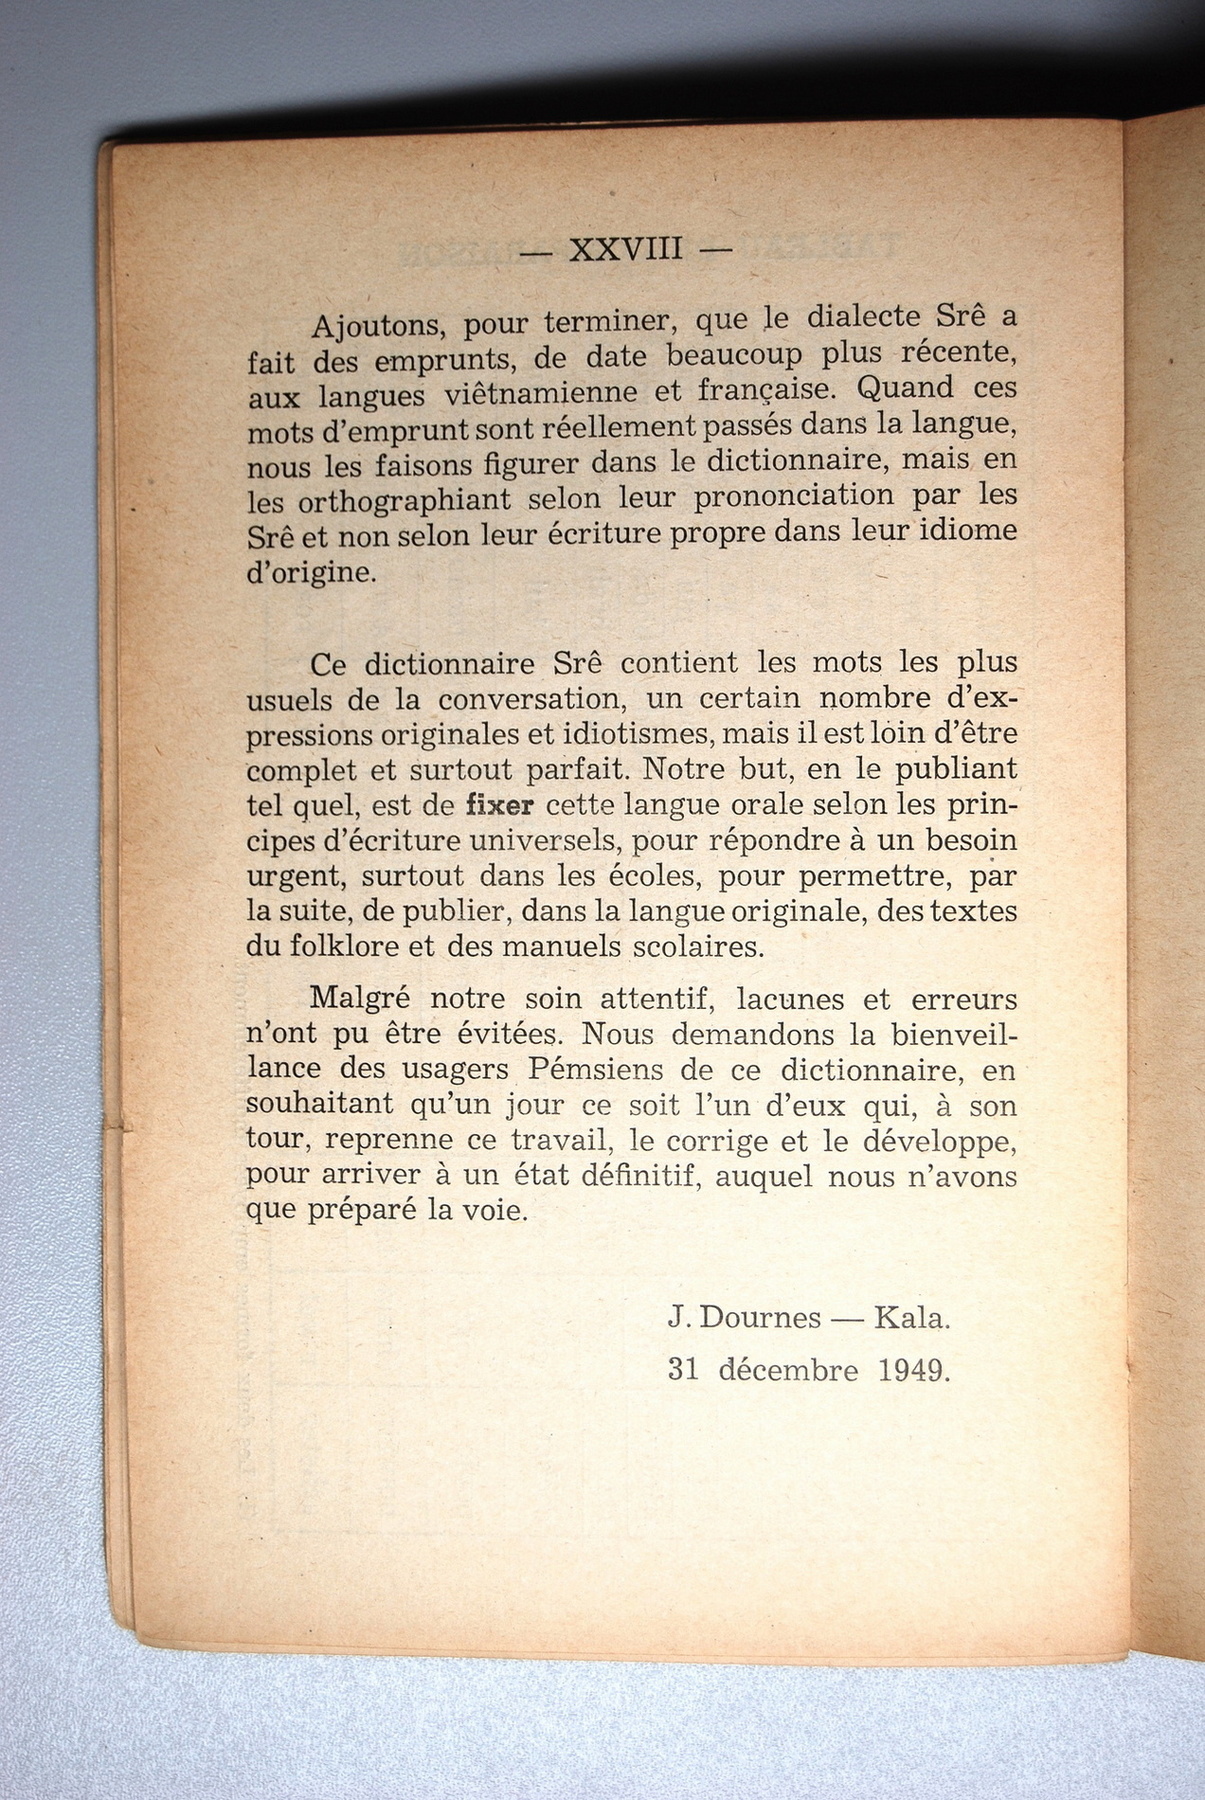 — XXVIII —
Ajoutons, pour terminer, que le dialecte Srê a
fait des emprunts, de date beaucoup plus récente,
aux langues viêtnamienne et française. Quand ces
mots d'emprunt sont réellement passés dans la langue,
nous les faisons figurer dans le dictionnaire, mais en
les orthographiant selon leur prononciation par les
Srê et non selon leur écriture propre dans leur idiome
d'origine.
Ce dictionnaire Srê contient les mots les plus
usuels de la conversation, un certain nombre d'ex-
pressions originales et idiotismes, mais il est loin d'être
complet et surtout parfait. Notre but, en le publiant
tel quel, est de fixer cette langue orale selon les prin-
cipes d'écriture universels, pour répondre à un besoin
urgent, surtout dans les écoles, pour permettre, par
la suite, de publier, dans la langue originale, des textes
du folklore et des manuels scolaires.
Malgré notre soin attentif, lacunes et erreurs
n'ont pu être évitées. Nous demandons la bienveil-
lance des usagers Pémsiens de ce dictionnaire, en
souhaitant qu'un jour ce soit l'un d'eux qui, à son
tour, reprenne ce travail, le corrige et le développe,
pour arriver à un état définitif, auquel nous n'avons
que préparé la voie.
J. Dournes — Kala.
31 décembre 1949.